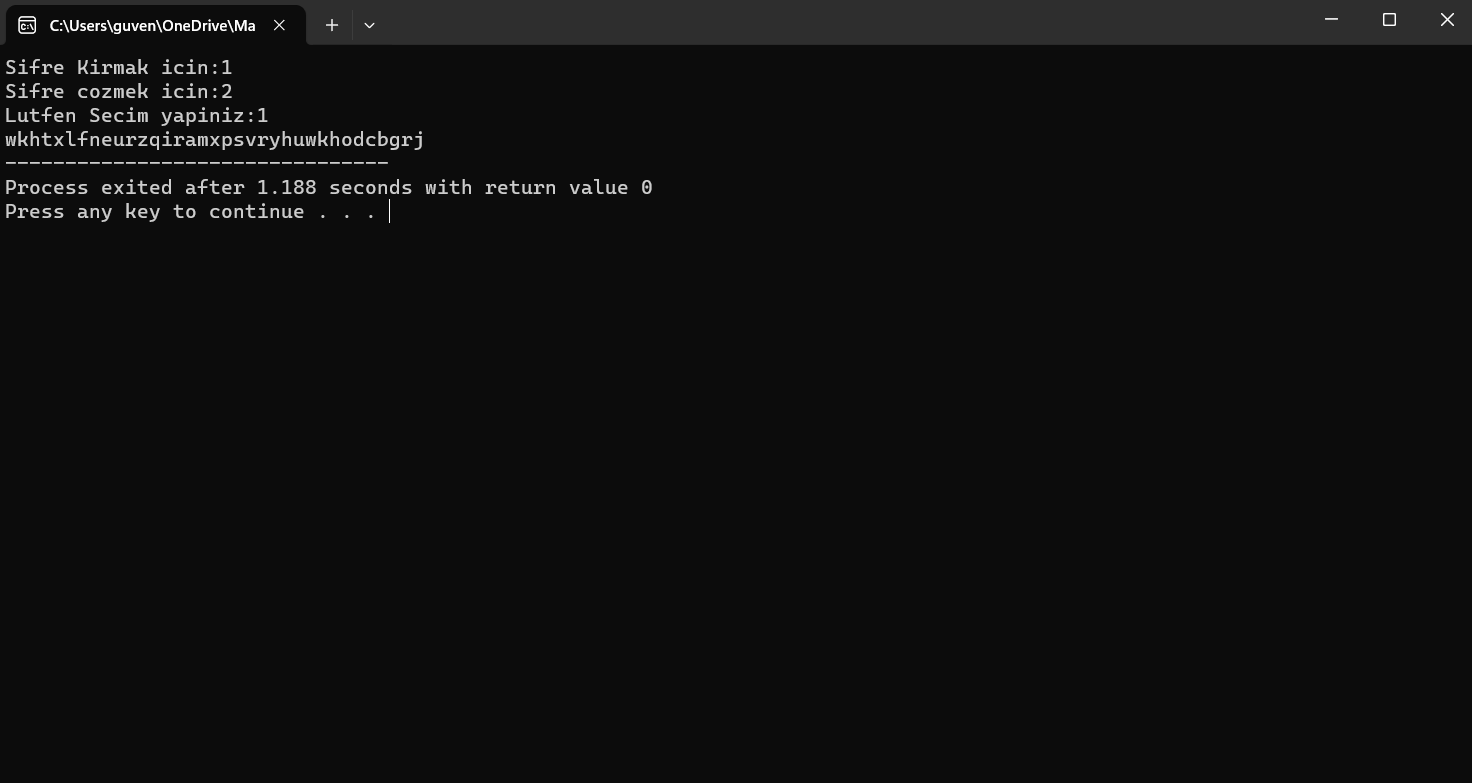 C:\Users\guven\OneDrive\Ma
Sifre Kirmak icin:1
Sifre cozmek icin:2
Lutfen Secim yapiniz:1
wkhtxlfneurzqiramxpsvryhuwkhodcbgrj
--------------------------------
Process exited after 1.188 seconds with return value 0
Press any key to continue . . .